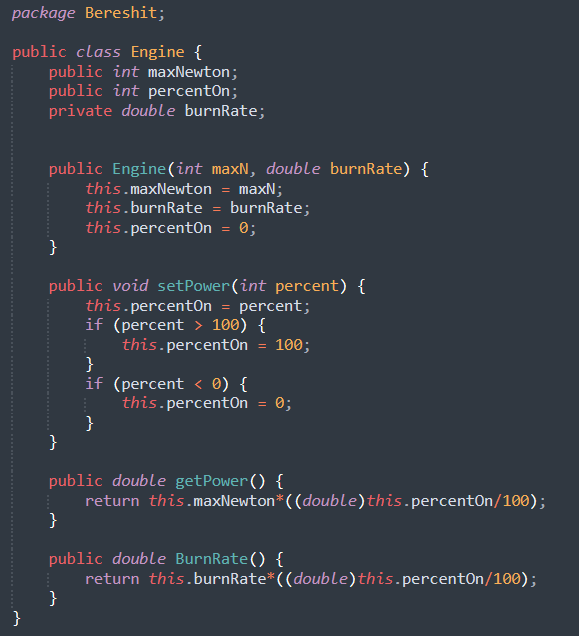 package Bereshit;
public class Engine {
public int maxNewton;
public int percentOn;
private double burnRate;
public Engine(int maxN, double burnRate) {
this.maxNewton = maxN;
this.burnRate = burnRate;
this.percentOn = 0;
}
public void setPower(int percent) {
this.percentOn = percent;
if (percent > 100) {
this.percentOn = 100;
}
if (percent < 0) {
this.percentOn = 0;
}
}
public double getPower() {
return this.maxNewton*((double)this.percentOn/100);
}
public double BurnRate() {
return this.burnRate*((double)this.percentOn/100);
}
}